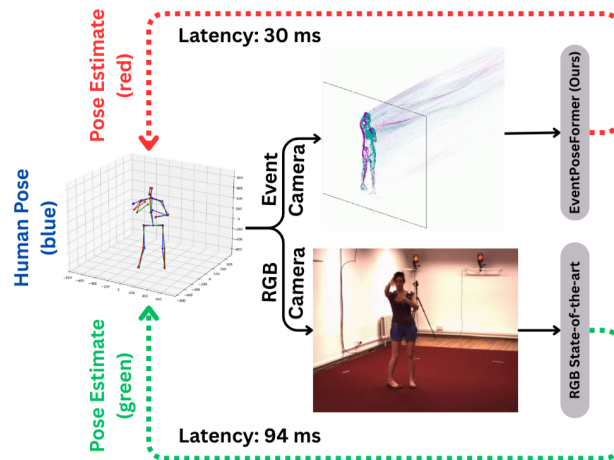 Latency: 30 ms
Pose Estimate
(red)
Human Pose
(blue)
Pose Estimate
(green)
Event
Camera
RGB
Camera
EventPoseFormer (Ours)
RGB State-of-the-art
Latency: 94 ms